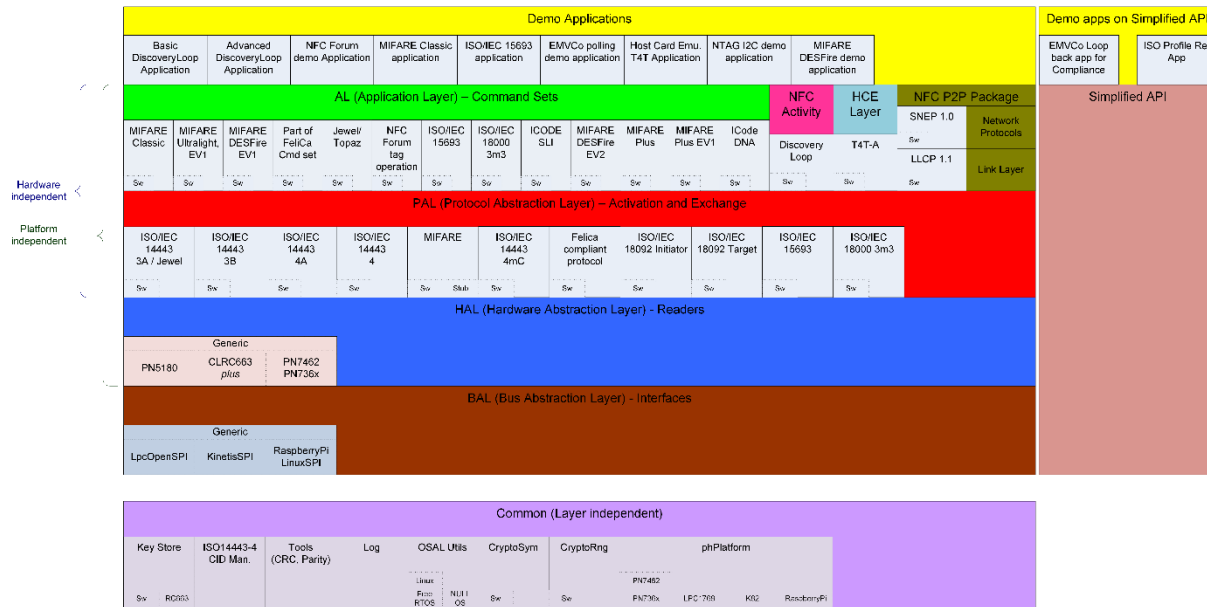 Demo Applications
Demo apps on Simplified API
Basic
DiscoveryLoop
Application
Advanced
DiscoveryLoop
Application
NFC Forum
demo Application
MIFARE Classic
application
ISO/IEC 15693
application
EMVCo polling
demo application
Host Card Emu.
T4T Application
NTAG I2C demo
application
MIFARE
DESFire demo
application
EMVCo Loop
back app for
Compliance
ISO Profile Re
App
AL (Application Layer) – Command Sets
NFC
Activity
HCE
Layer
NFC P2P Package
Simplified API
MIFARE
Classic
Sw
MIFARE
Ultralight,
EV1
Sw
MIFARE
DESFire
EV1
Sw
Part of
FeliCa
Cmd set
Sw
Jewel/
Topaz
Sw
NFC
Forum
tag
operation
Sw
ISO/IEC
15693
Sw
ISO/IEC
18000
3m3
Sw
ICODE
SLI
Sw
MIFARE
DESFire
EV2
Sw
MIFARE
Plus
Sw
MIFARE
Plus EV1
Sw
ICode
DNA
Sw
Discovery
Loop
Sw
T4T-A
Sw
SNEP 1.0
Sw
Network
Protocols
LLCP 1.1
Sw
Link Layer
Hardware
independent
Platform
independent
PAL (Protocol Abstraction Layer) – Activation and Exchange
ISO/IEC
14443
3A / Jewel
Sw
ISO/IEC
14443
3B
Sw
ISO/IEC
14443
4A
Sw
ISO/IEC
14443
4
Sw
MIFARE
Sw Stub
ISO/IEC
14443
4mC
Sw
Felica
compliant
protocol
Sw
ISO/IEC
18092 Initiator
Sw
ISO/IEC
18092 Target
Sw
ISO/IEC
15693
Sw
ISO/IEC
18000 3m3
Sw
HAL (Hardware Abstraction Layer) - Readers
Generic
PN5180
CLRC663
plus
PN7462
PN736x
BAL (Bus Abstraction Layer) - Interfaces
Generic
LpcOpenSPI
KinetisSPI
RaspberryPi
LinuxSPI
Common (Layer independent)
Key Store
Sw RC663
ISO14443-4
CID Man.
Tools
(CRC, Parity)
Log
OSAL Utils
Linux
Free
RTOS
NULL
OS
CryptoSym
Sw
CryptoRng
Sw
phPlatform
PN7462
PN736x
LPC1769
K82
RaspberryPi